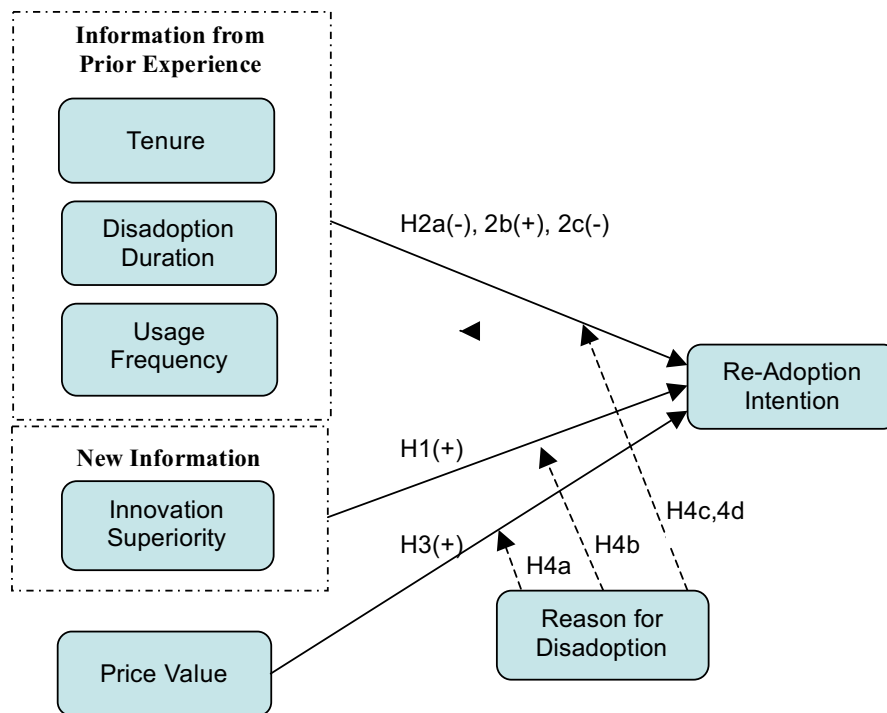 Information from
Prior Experience
Tenure
Disadoption
Duration
Usage
Frequency
H2a(-), 2b(+), 2c(-)
Re-Adoption
Intention
New Information
Innovation
Superiority
H1(+)
H3(+)
H4a
H4b
H4c,4d
Reason for
Disadoption
Price Value